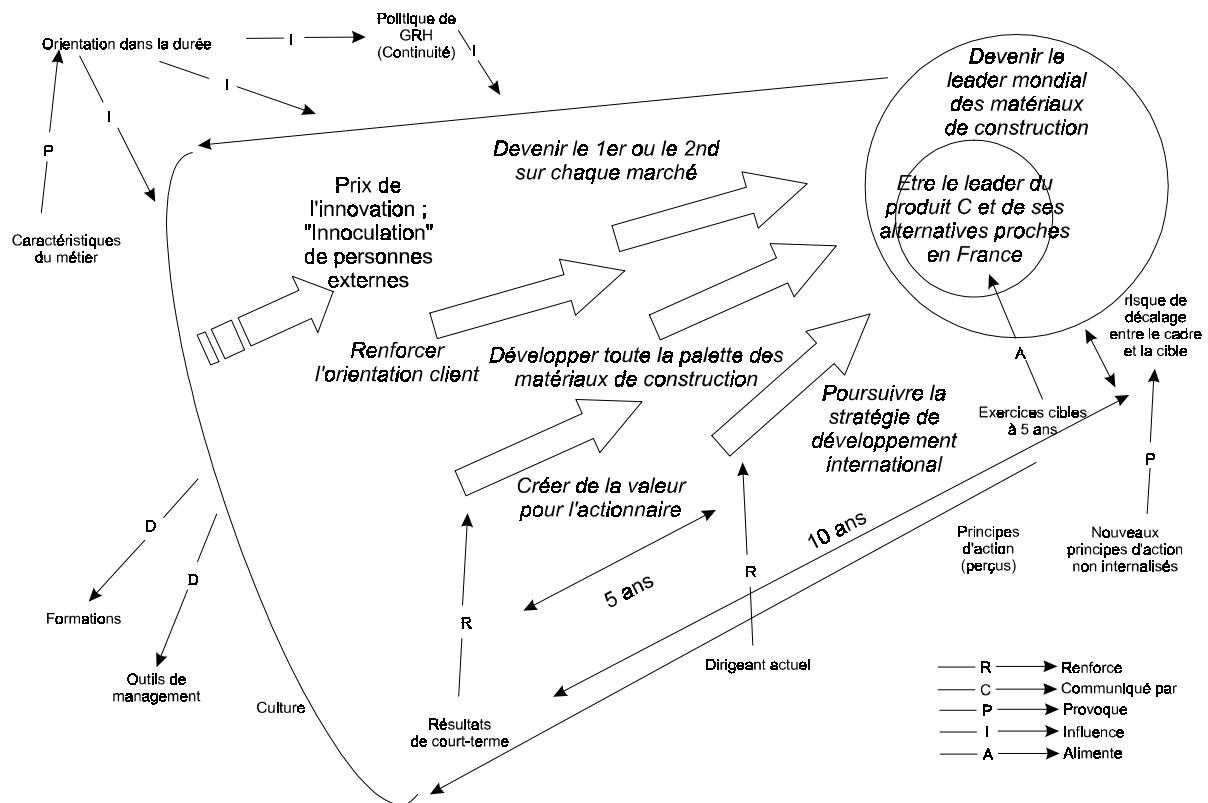 Politique de
GRH
(Continuité)
Orientation dans la durée
I
I
I
I
P
Caractéristiques
du métier
Devenir le
leader mondial
des matériaux
de construction
Devenir le 1er ou le 2nd
sur chaque marché
Prix de
l'innovation ;
"Innoculation"
de personnes
externes
Etre le leader du
produit C et de ses
alternatives proches
en France
risque de
décalage
entre le cadre
et la cible
A
Renforcer
l'orientation client
Développer toute la palette des
matériaux de construction
Poursuivre la
stratégie de
développement
international
Exercices cibles
à 5 ans
P
Créer de la valeur
pour l'actionnaire
10 ans
Principes
d'action
(perçus)
Nouveaux
principes d'action
non internalisés
D
D
5 ans
R
R
Formations
Outils de
management
Culture
Dirigeant actuel
Résultats
de court-terme
R Renforce
C Communiqué par
P Provoque
I Influence
A Alimente